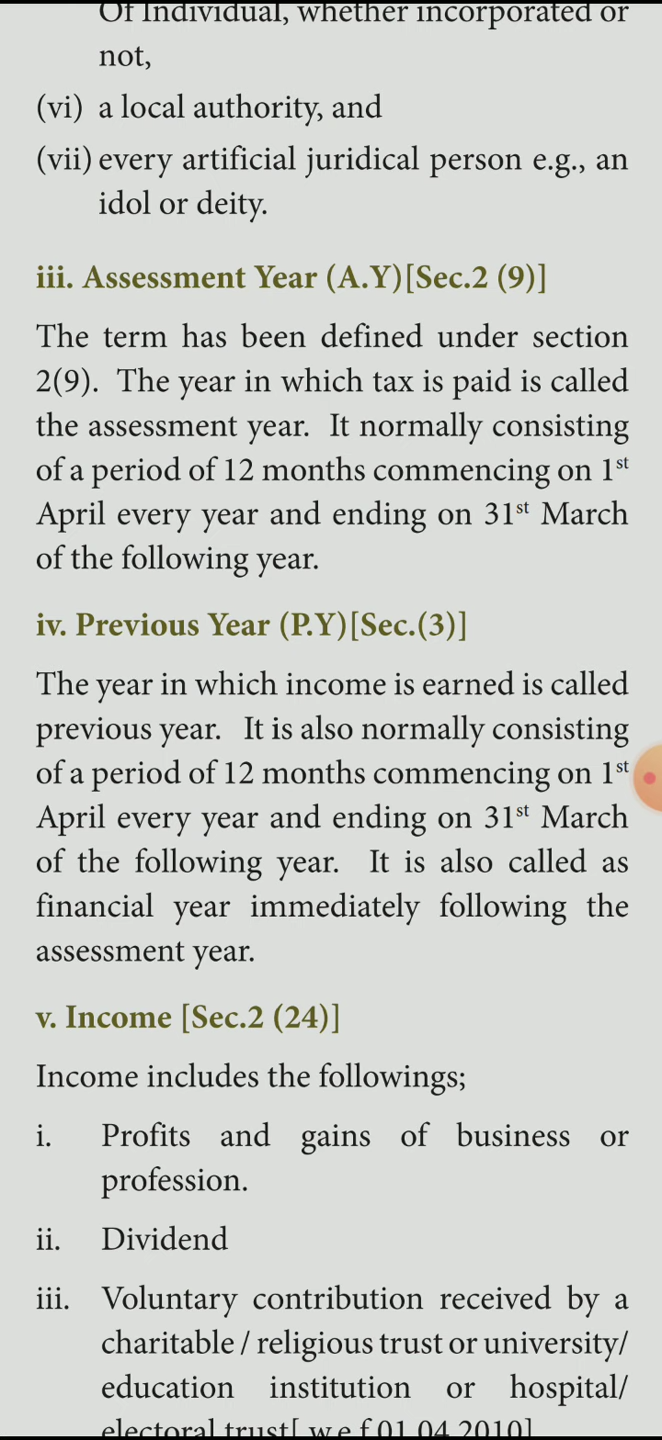 Of Individual, whether incorporated or
not,
(vi) a local authority, and
(vii) every artificial juridical person e.g., an
idol or deity.
iii. Assessment Year (A.Y)[Sec.2 (9)]
The term has been defined under section
2(9). The year in which tax is paid is called
the assessment year. It normally consisting
of a period of 12 months commencing on 1st
April every year and ending on 31st March
of the following year.
iv. Previous Year (P.Y)[Sec.(3)]
The year in which income is earned is called
previous year. It is also normally consisting
of a period of 12 months commencing on 1st
April every year and ending on 31st March
of the following year. It is also called as
financial year immediately following the
assessment year.
v. Income [Sec.2 (24)]
Income includes the followings;
i. Profits and gains of business or
profession.
ii. Dividend
iii. Voluntary contribution received by a
charitable / religious trust or university/
education institution or hospital/
electoral trust[ w.e.f 01.04.2010]